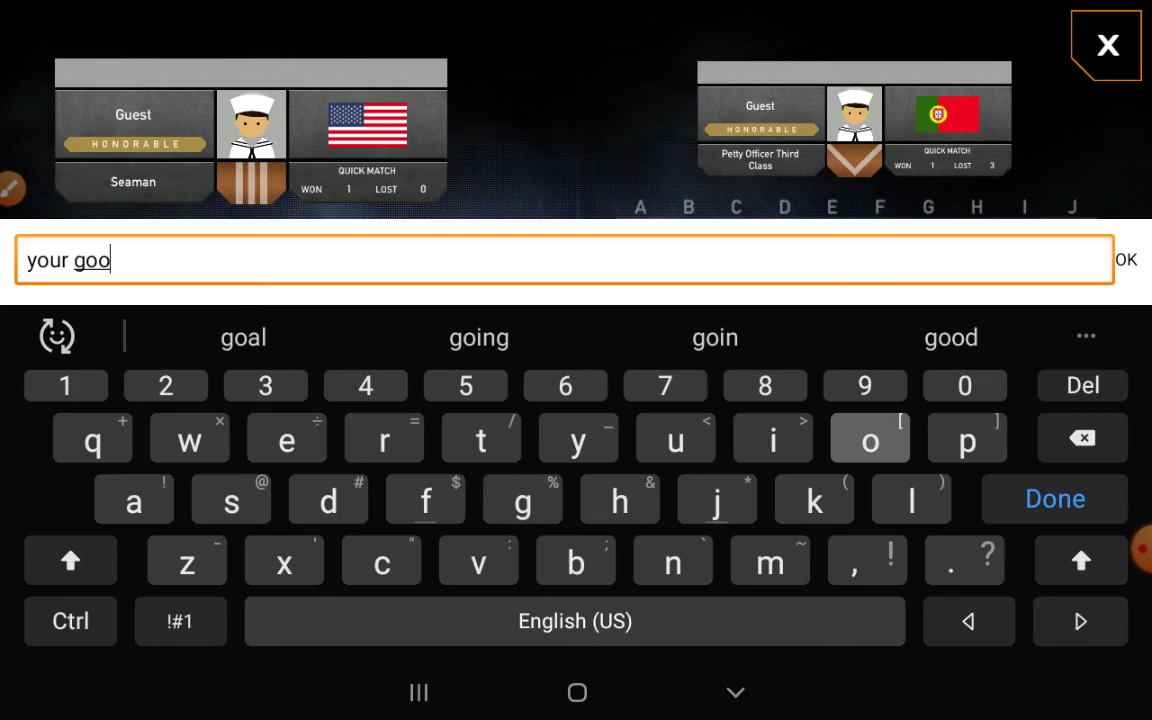 X
Guest
HONORABLE
Seaman
QUICK MATCH
WON 1 LOST 0
Guest
HONORABLE
Petty Officer Third
Class
QUICK MATCH
WON 1 LOST 3
A B C D E F G H I J
your goo
OK
goal going goin good ...
1 2 3 4 5 6 7 8 9 0 Del
q + w × e ÷ r = t / y _ u < i > o [ p ]
a ! s @ d # f $ g % h & j * k ( l ) Done
z - x ' c " v : b ; n ` m ~ , ! . ?
Ctrl !#1 English (US)